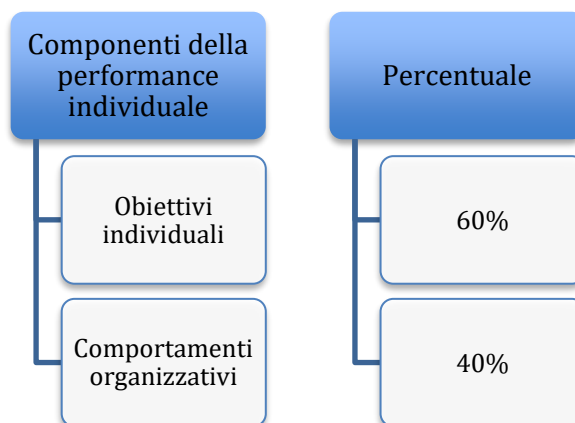 Componenti della
performance
individuale
Percentuale
Obiettivi
individuali
60%
Comportamenti
organizzativi
40%